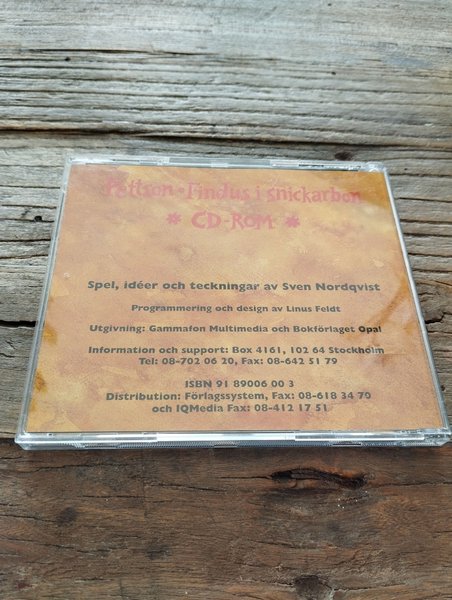 Pettson · Findus i snickarbon
* CD-ROM *
Spel, idéer och teckningar av Sven Nordqvist
Programmering och design av Linus Feldt
Utgivning: Gammafon Multimedia och Bokförlaget Opal
Information och support: Box 4161, 102 64 Stockholm
Tel: 08-702 06 20, Fax: 08-642 51 79
ISBN 91 89006 00 3
Distribution: Förlagssystem, Fax: 08-618 34 70
och IQMedia Fax: 08-412 17 51